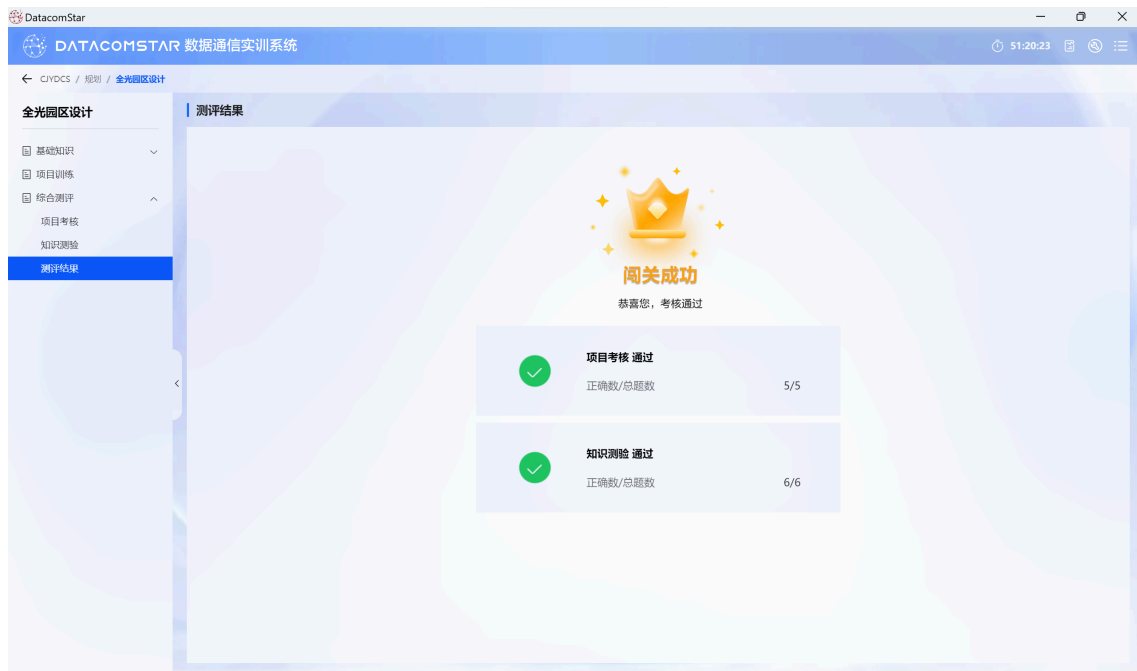 DatacomStar
DATACOMSTAR 数据通信实训系统
51:20:23
CJYDCS / 规划 / 全光园区设计
全光园区设计
测评结果
基础知识
项目训练
综合测评
项目考核
知识测验
测评结果
闯关成功
恭喜您，考核通过
项目考核 通过
正确数/总题数 5/5
知识测验 通过
正确数/总题数 6/6